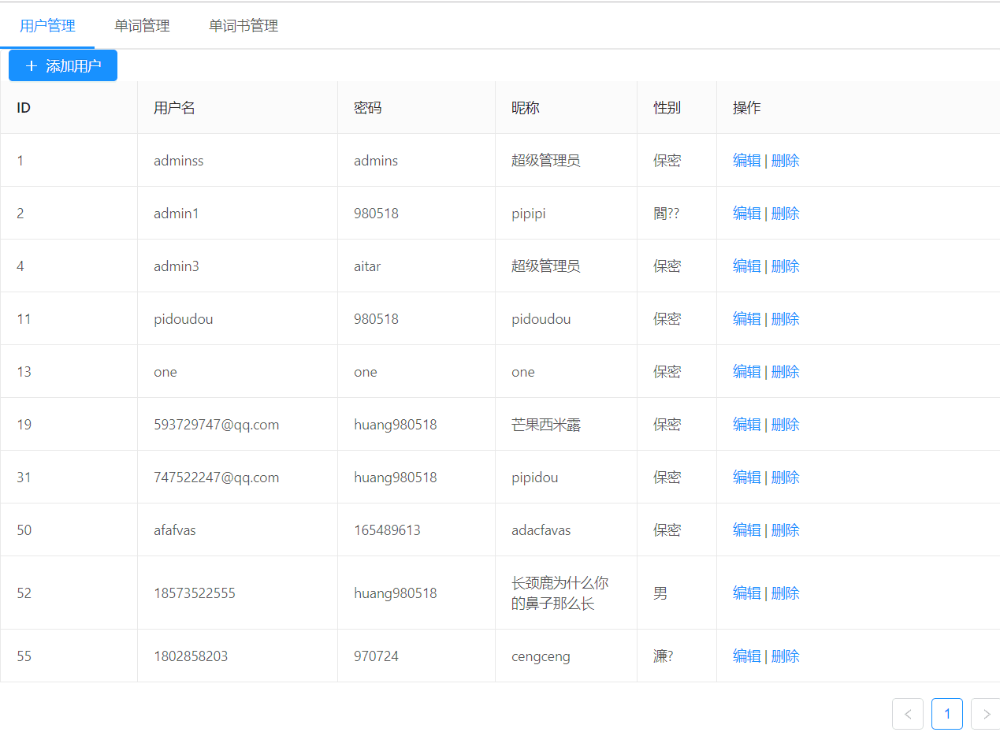 用户管理 单词管理 单词书管理
+ 添加用户
ID 用户名 密码 昵称 性别 操作
1 adminss admins 超级管理员 保密 编辑 | 删除
2 admin1 980518 pipipi 閰?? 编辑 | 删除
4 admin3 aitar 超级管理员 保密 编辑 | 删除
11 pidoudou 980518 pidoudou 保密 编辑 | 删除
13 one one one 保密 编辑 | 删除
19 593729747@qq.com huang980518 芒果西米露 保密 编辑 | 删除
31 747522247@qq.com huang980518 pipidou 保密 编辑 | 删除
50 afafvas 165489613 adacfavas 保密 编辑 | 删除
52 18573522555 huang980518 长颈鹿为什么你
的鼻子那么长 男 编辑 | 删除
55 1802858203 970724 cengceng 濂? 编辑 | 删除
< 1 >